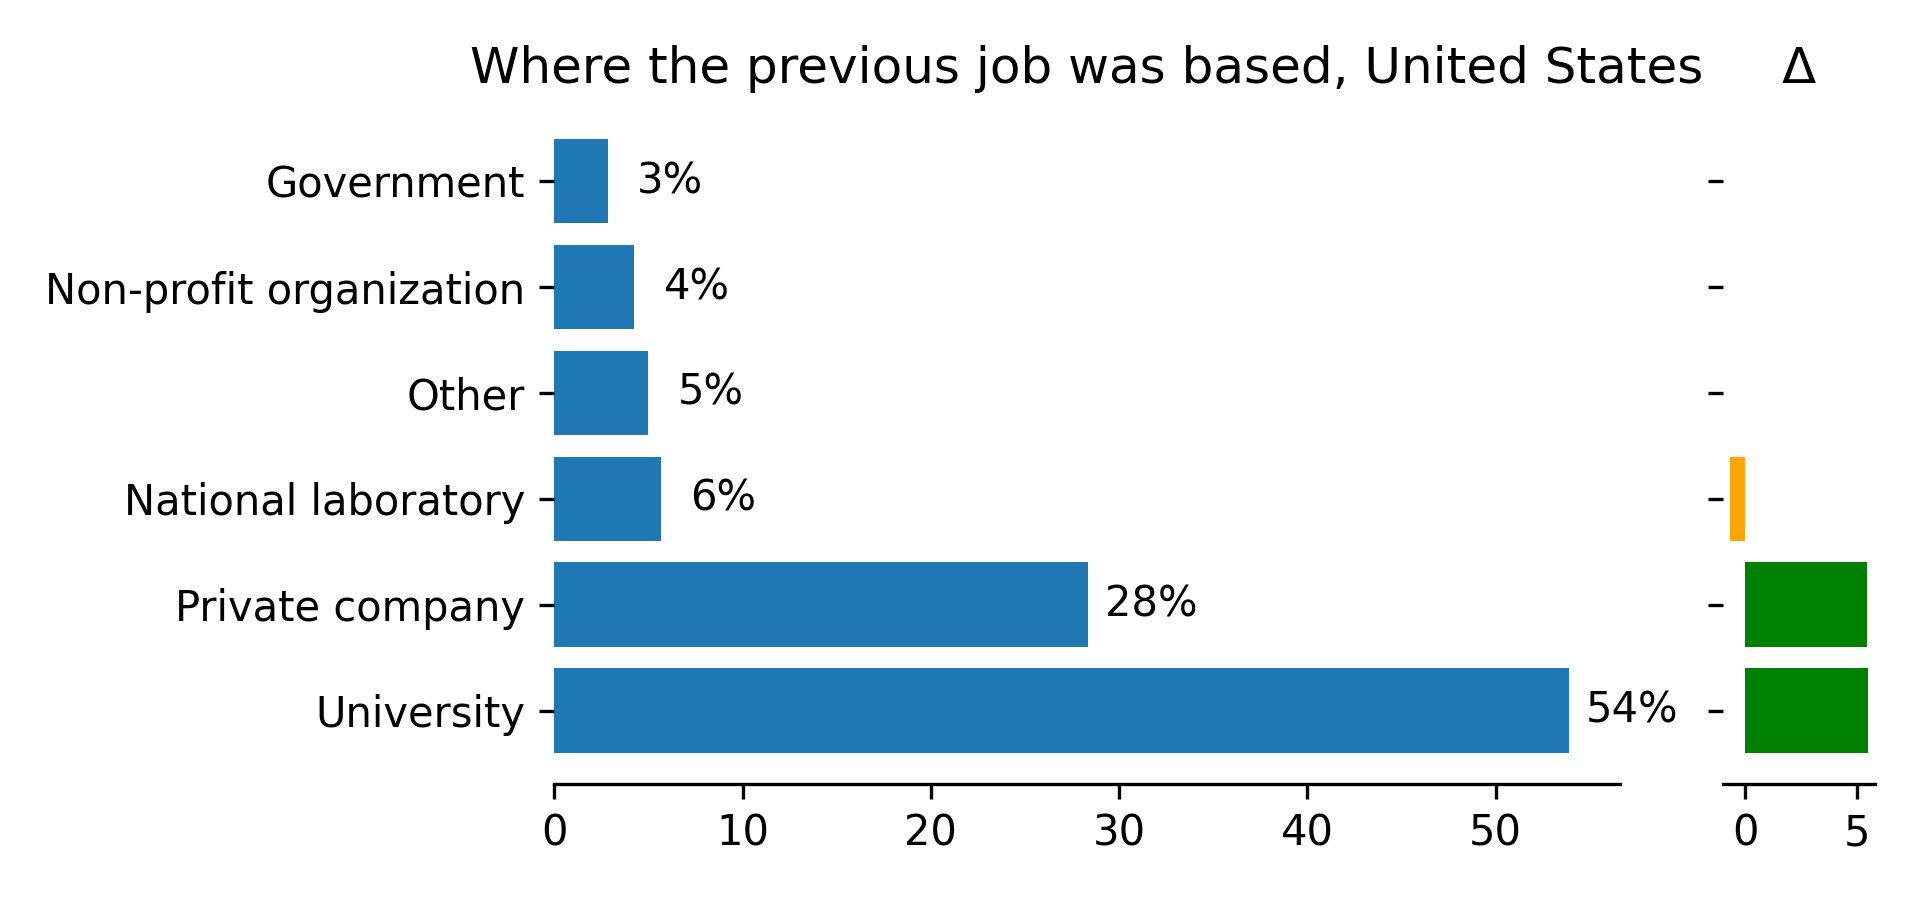 Where the previous job was based, United States Δ
Government 3%
Non-profit organization 4%
Other 5%
National laboratory 6%
Private company 28%
University 54%
0 10 20 30 40 50 0 5